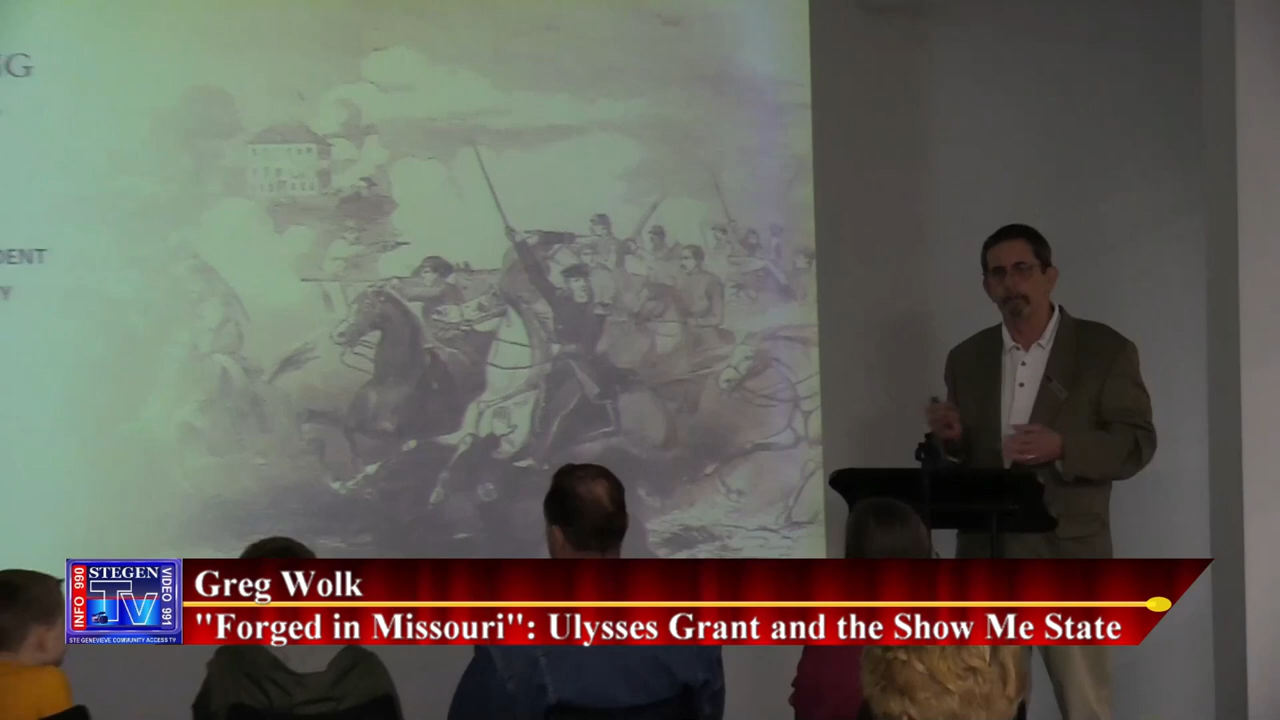 DENT
Y
INFO 990
STEGEN
TV
VIDEO 991
STE GENEVIEVE COMMUNITY ACCESS TV
Greg Wolk
"Forged in Missouri": Ulysses Grant and the Show Me State